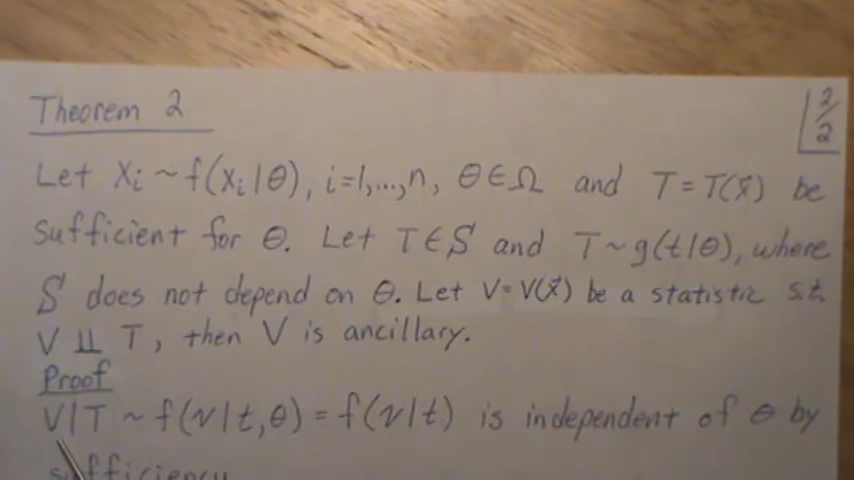 Theorem 2
2/2
Let Xi ~ f(xi|θ), i=1,...,n, θ∈Ω and T=T(x⃗) be
sufficient for θ. Let T∈S and T~g(t|θ), where
S does not depend on θ. Let V=V(x⃗) be a statistic s.t.
V ⫫ T, then V is ancillary.
Proof
V|T ~ f(v|t,θ) = f(v|t) is independent of θ by
sufficiency